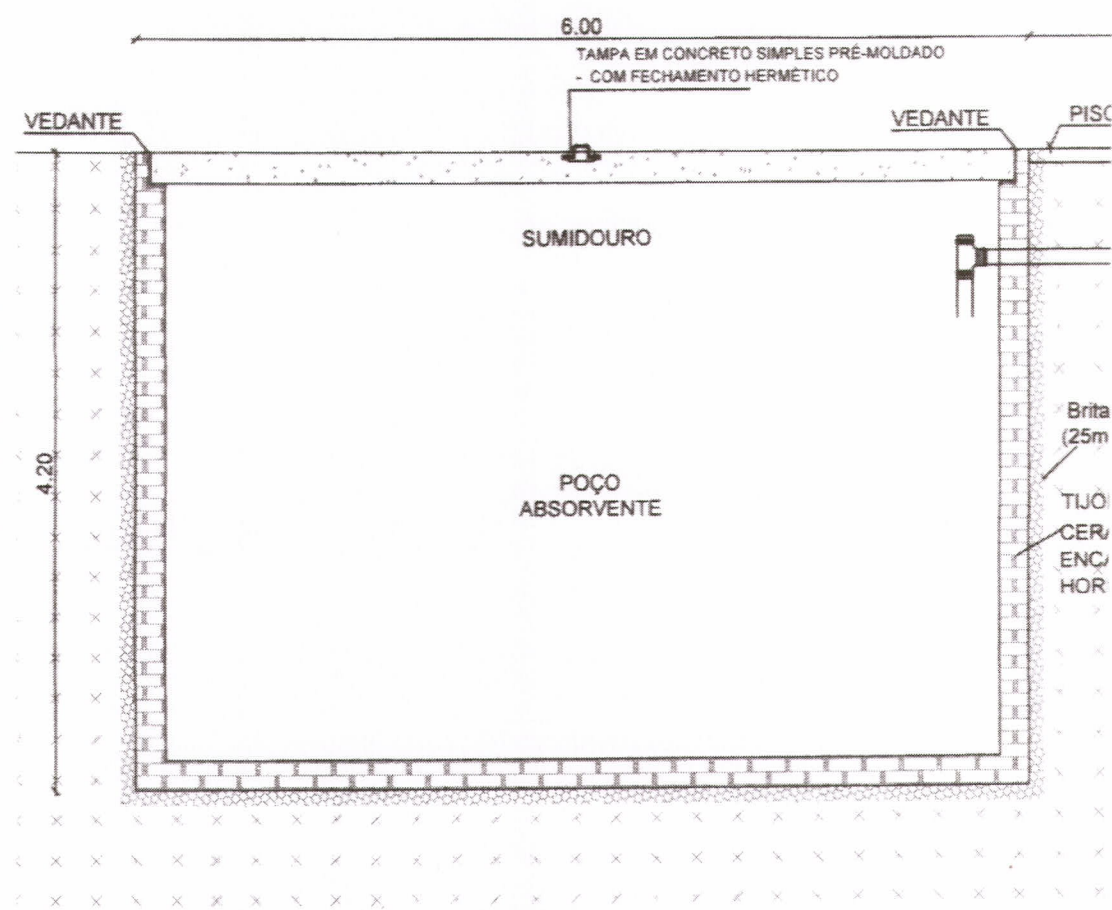 6.00
TAMPA EM CONCRETO SIMPLES PRÉ-MOLDADO
- COM FECHAMENTO HERMÉTICO
VEDANTE
VEDANTE
SUMIDOURO
4.20
POÇO
ABSORVENTE
Brita
(25m